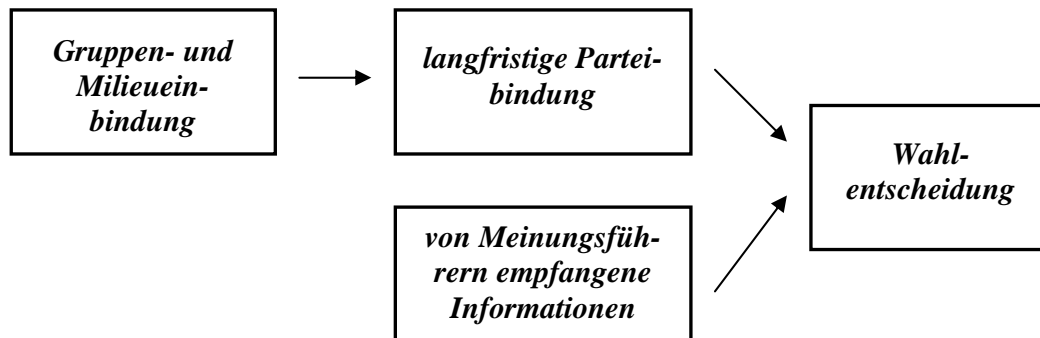 Gruppen- und
Milieuein-
bindung
langfristige Partei-
bindung
Wahl-
entscheidung
von Meinungsfüh-
rern empfangene
Informationen